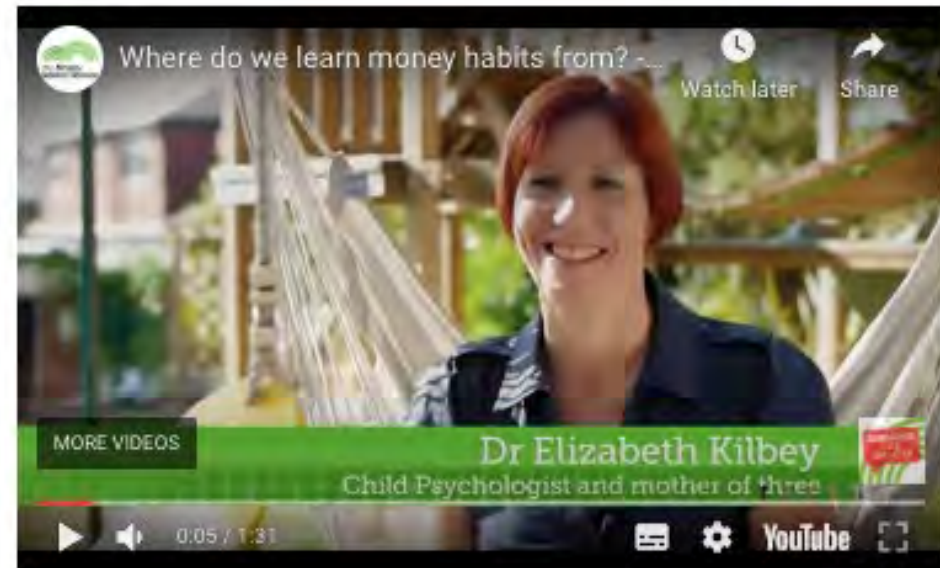 Where do we learn money habits from? -...
Watch later
Share
MORE VIDEOS
Dr Elizabeth Kilbey
Child Psychologist and mother of three
0:05 / 1:31
YouTube